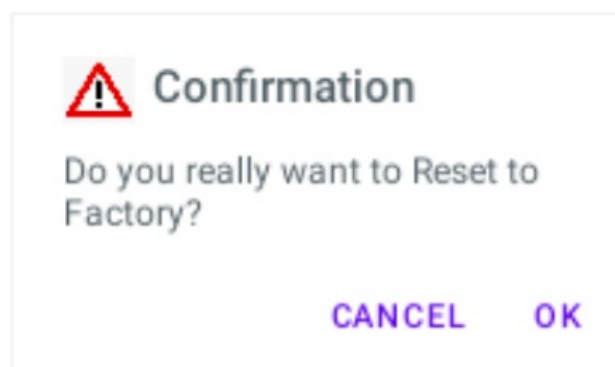 Confirmation
Do you really want to Reset to
Factory?
CANCEL OK